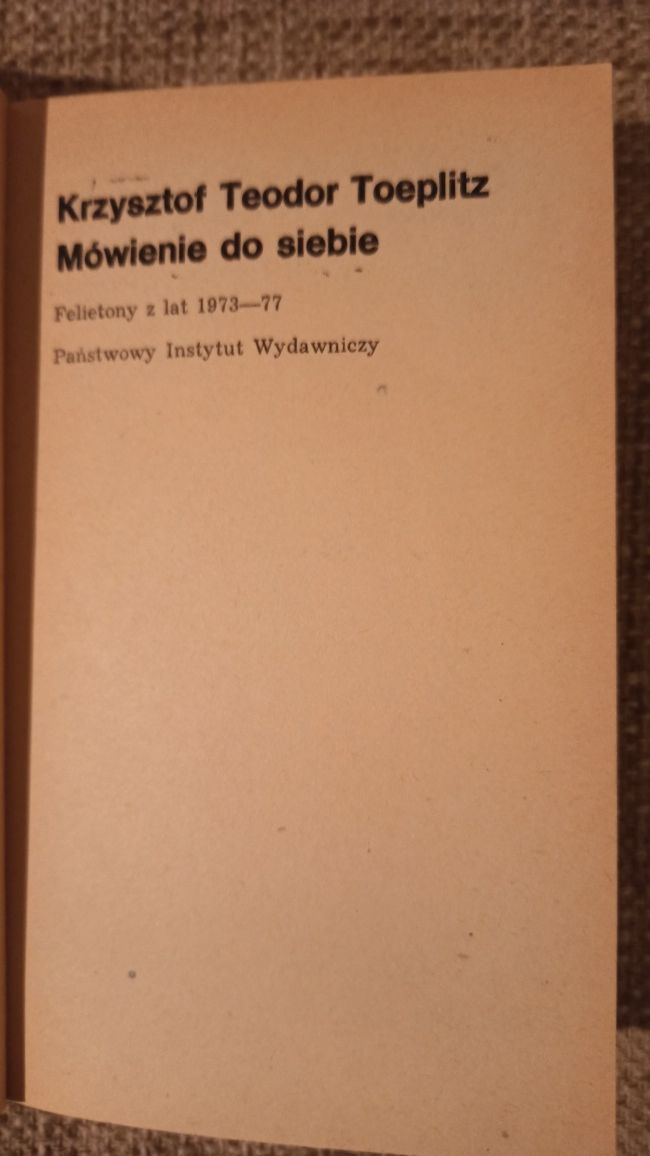 Krzysztof Teodor Toeplitz
Mówienie do siebie
Felietony z lat 1973—77
Państwowy Instytut Wydawniczy